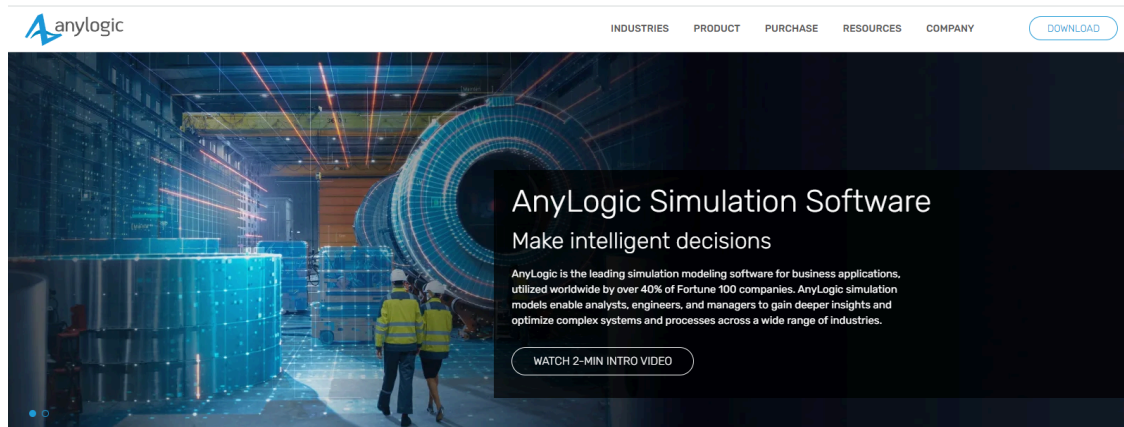 anylogic
INDUSTRIES PRODUCT PURCHASE RESOURCES COMPANY DOWNLOAD
AnyLogic Simulation Software
Make intelligent decisions
AnyLogic is the leading simulation modeling software for business applications,
utilized worldwide by over 40% of Fortune 100 companies. AnyLogic simulation
models enable analysts, engineers, and managers to gain deeper insights and
optimize complex systems and processes across a wide range of industries.
WATCH 2-MIN INTRO VIDEO